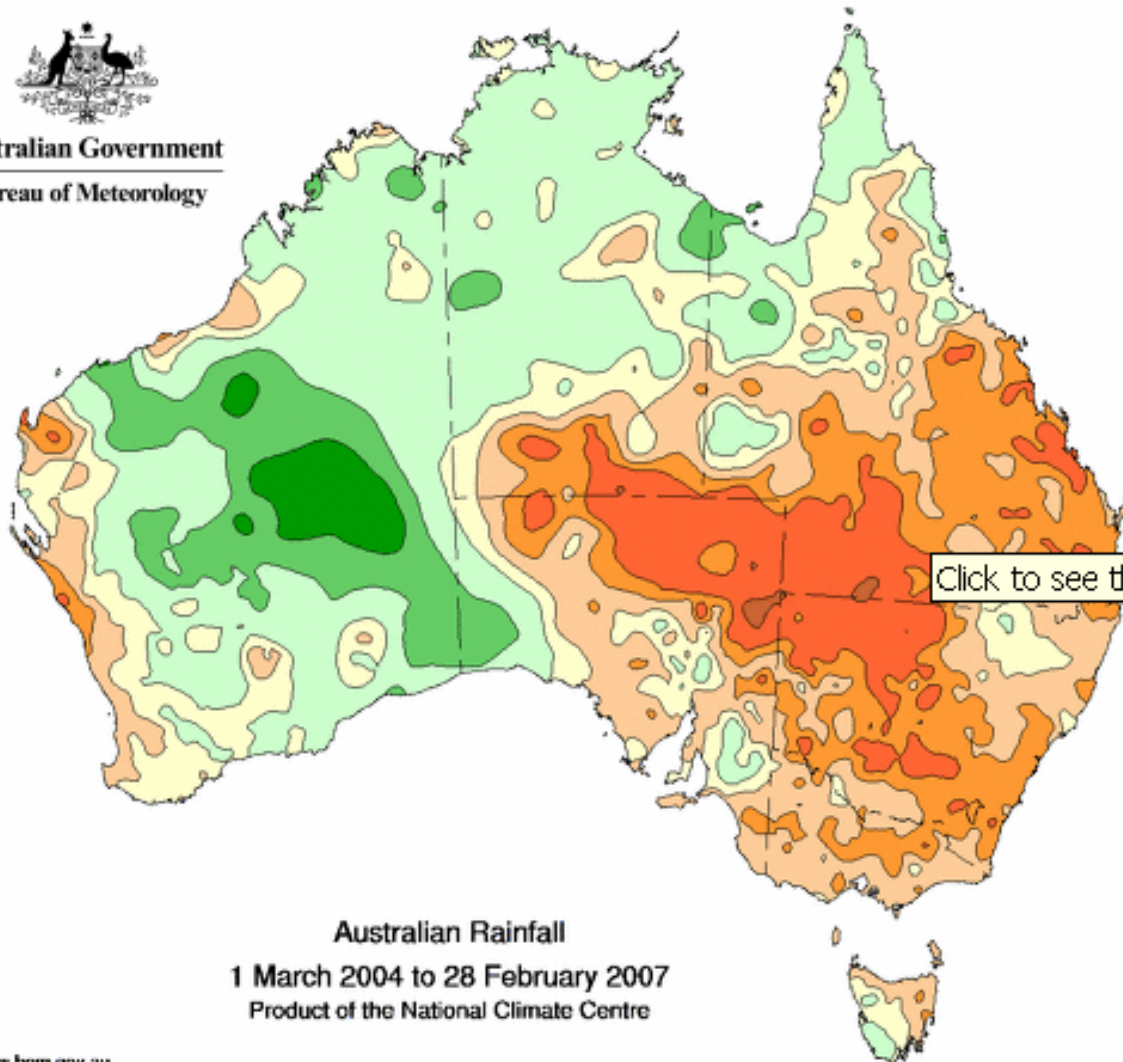 tralian Government
reau of Meteorology
Click to see th
Australian Rainfall
1 March 2004 to 28 February 2007
Product of the National Climate Centre